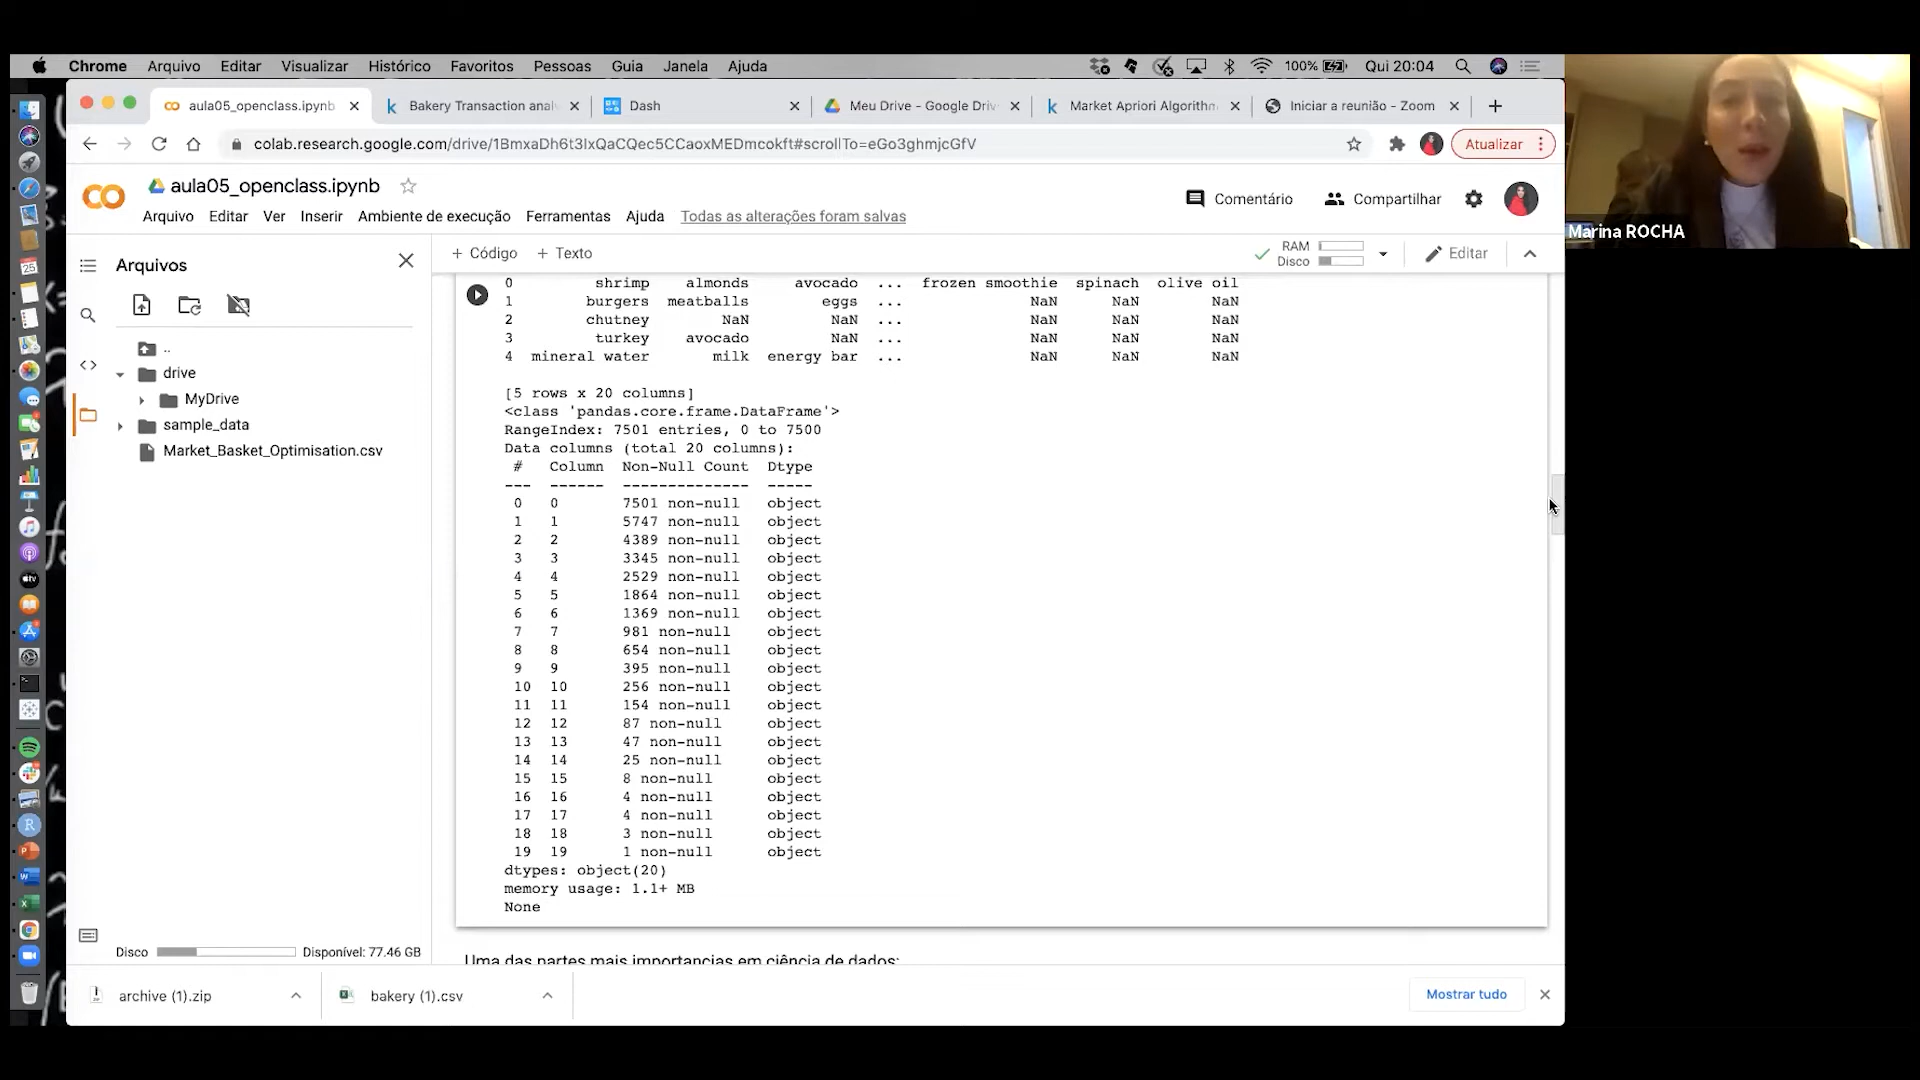 Chrome Arquivo Editar Visualizar Histórico Favoritos Pessoas Guia Janela Ajuda 100% Qui 20:04
aula05_openclass.ipynb Bakery Transaction anal Dash Meu Drive - Google Driv Market Apriori Algorithm Iniciar a reunião - Zoom
colab.research.google.com/drive/1BmxaDh6t3IxQaCQec5CCaoxMEDmcokft#scrollTo=eGo3ghmjcGfV Atualizar
Marina ROCHA
aula05_openclass.ipynb
Comentário Compartilhar
Arquivo Editar Ver Inserir Ambiente de execução Ferramentas Ajuda Todas as alterações foram salvas
+ Código + Texto RAM Disco Editar
Arquivos
..
drive
MyDrive
sample_data
Market_Basket_Optimisation.csv
0 shrimp almonds avocado ... frozen smoothie spinach olive oil
1 burgers meatballs eggs ... NaN NaN NaN
2 chutney NaN NaN ... NaN NaN NaN
3 turkey avocado NaN ... NaN NaN NaN
4 mineral water milk energy bar ... NaN NaN NaN
[5 rows x 20 columns]
<class 'pandas.core.frame.DataFrame'>
RangeIndex: 7501 entries, 0 to 7500
Data columns (total 20 columns):
# Column Non-Null Count Dtype
--- ------ -------------- -----
0 0 7501 non-null object
1 1 5747 non-null object
2 2 4389 non-null object
3 3 3345 non-null object
4 4 2529 non-null object
5 5 1864 non-null object
6 6 1369 non-null object
7 7 981 non-null object
8 8 654 non-null object
9 9 395 non-null object
10 10 256 non-null object
11 11 154 non-null object
12 12 87 non-null object
13 13 47 non-null object
14 14 25 non-null object
15 15 8 non-null object
16 16 4 non-null object
17 17 4 non-null object
18 18 3 non-null object
19 19 1 non-null object
dtypes: object(20)
memory usage: 1.1+ MB
None
Uma das partes mais importancias em ciência de dados:
Disco Disponível: 77.46 GB
archive (1).zip bakery (1).csv Mostrar tudo